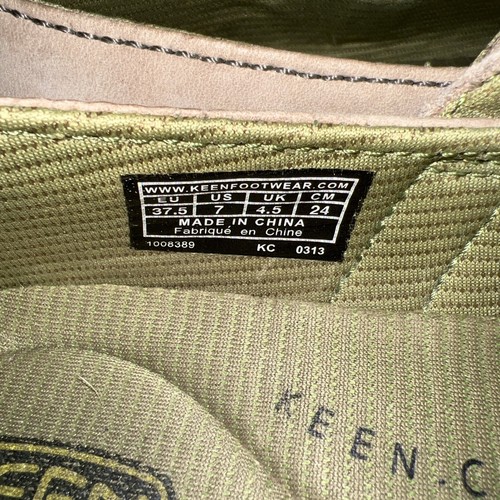 WWW.KEENFOOTWEAR.COM
EU US UK CM
37.5 7 4.5 24
MADE IN CHINA
Fabriqué en Chine
1008389 KC 0313
KEEN.C
KEEN